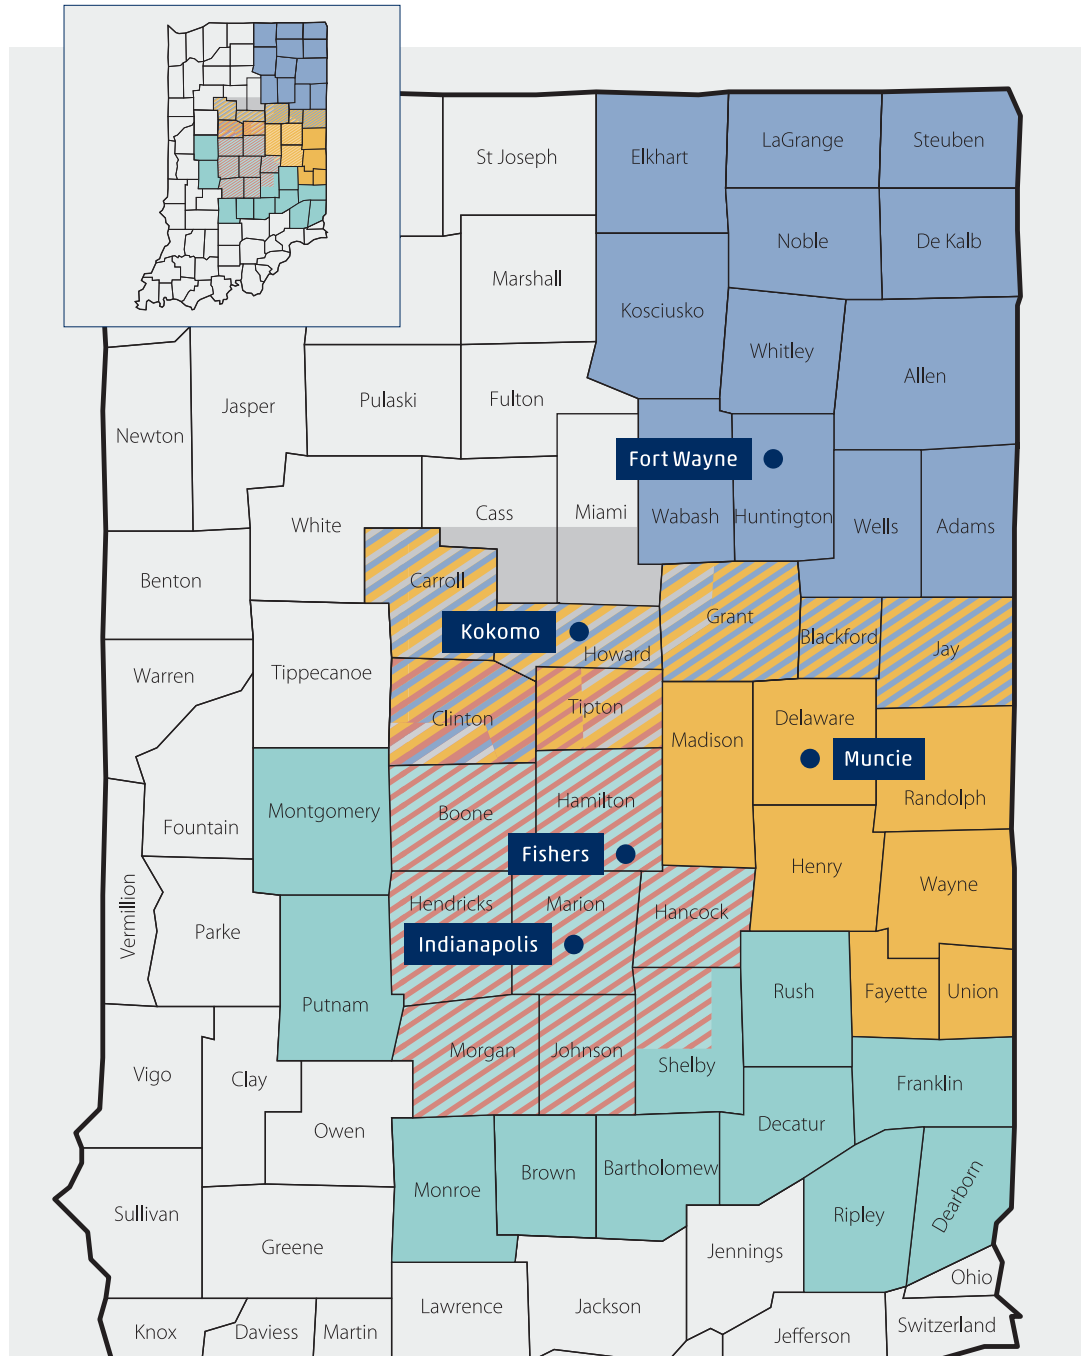 St Joseph
Elkhart
LaGrange
Steuben
Noble
De Kalb
Marshall
Kosciusko
Whitley
Allen
Jasper
Pulaski
Fulton
Newton
Fort Wayne
White
Cass
Miami
Wabash
Huntington
Wells
Adams
Benton
Carroll
Grant
Blackford
Jay
Kokomo
Howard
Warren
Tippecanoe
Clinton
Tipton
Madison
Delaware
Muncie
Randolph
Montgomery
Boone
Hamilton
Fountain
Fishers
Henry
Wayne
Vermillion
Parke
Hendricks
Marion
Hancock
Indianapolis
Putnam
Rush
Fayette
Union
Morgan
Johnson
Shelby
Vigo
Clay
Franklin
Owen
Decatur
Monroe
Brown
Bartholomew
Sullivan
Ripley
Dearborn
Greene
Jennings
Ohio
Lawrence
Jackson
Switzerland
Knox
Daviess
Martin
Jefferson